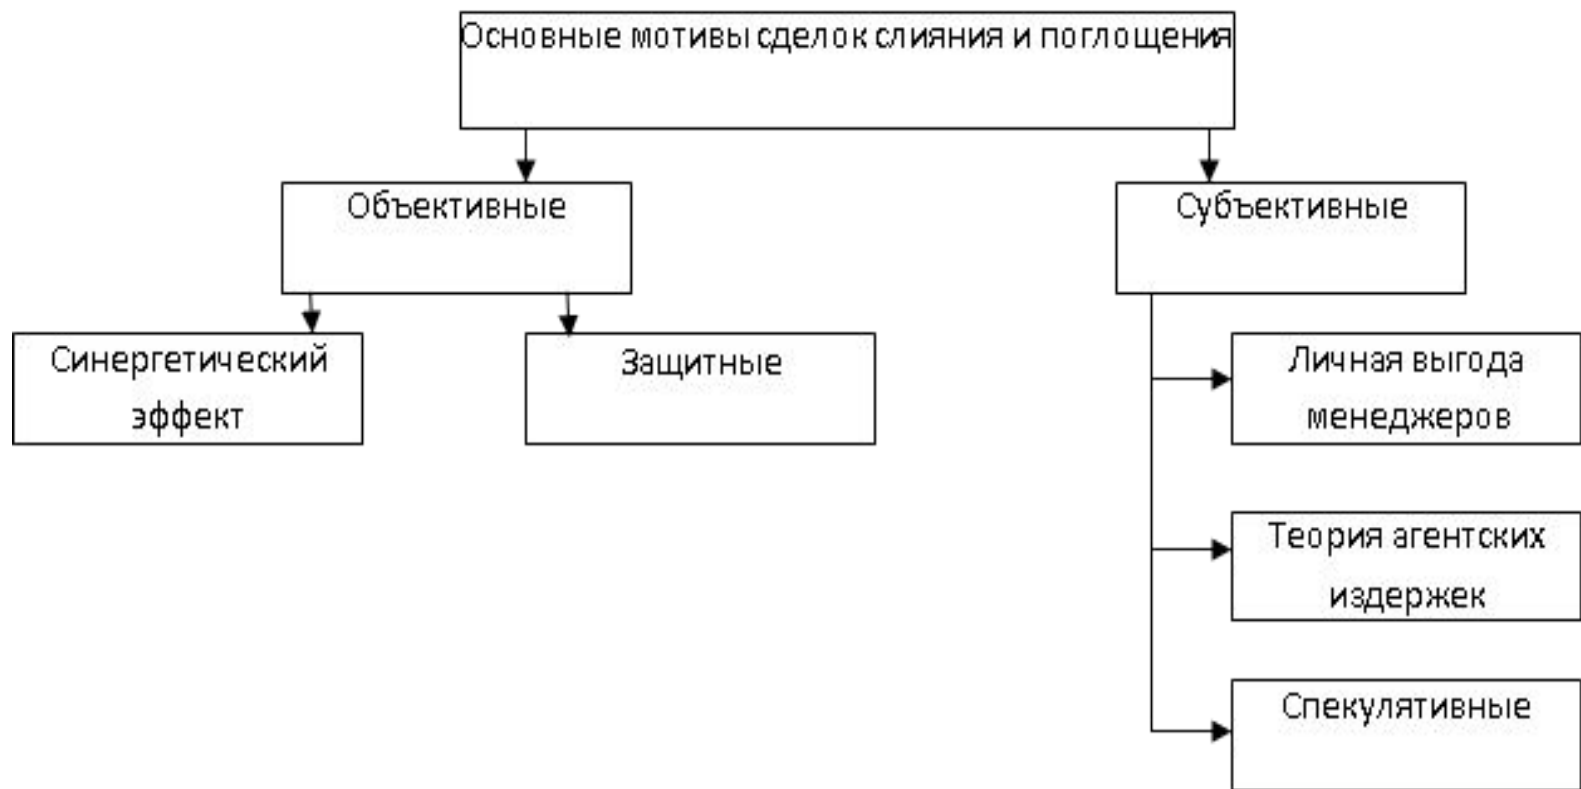 Основные мотивы сделок слияния и поглощения
Объективные
Субъективные
Синергетический
эффект
Защитные
Личная выгода
менеджеров
Теория агентских
издержек
Спекулятивные